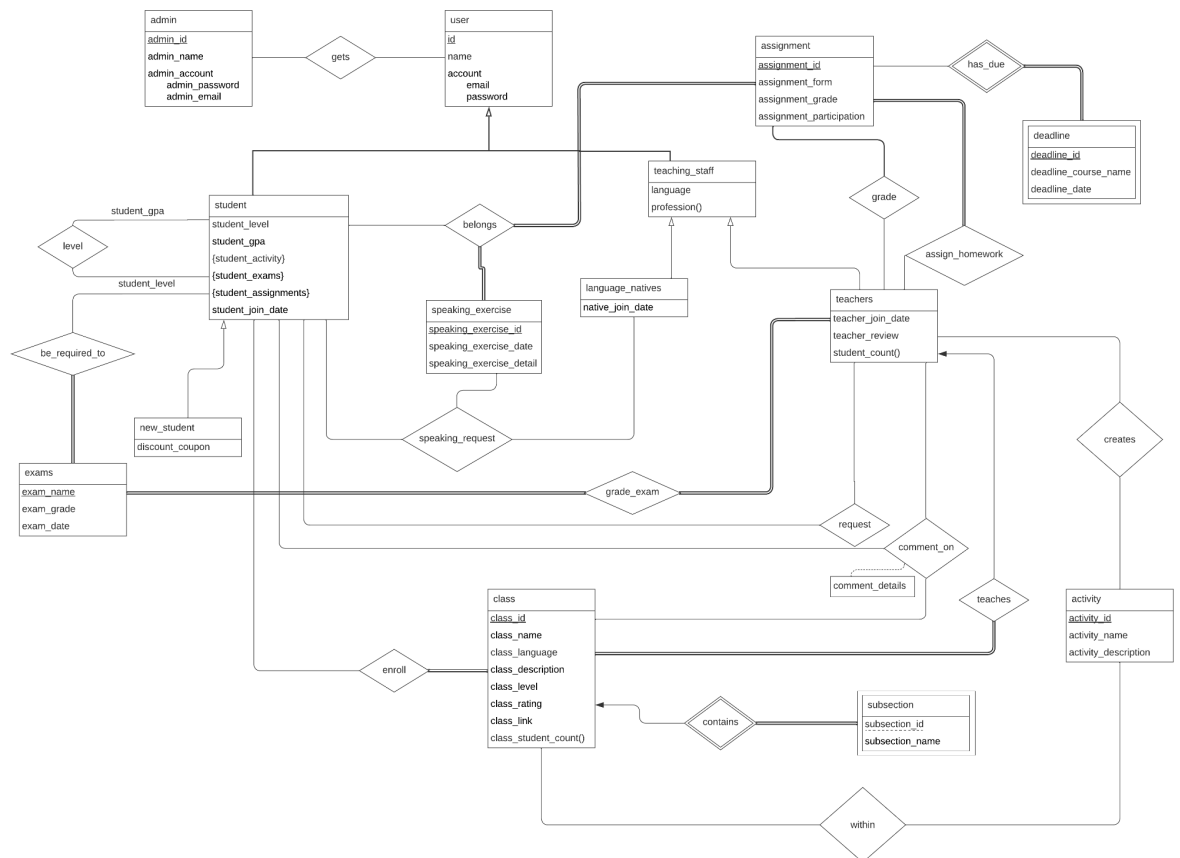 admin
admin_id
admin_name
admin_account
admin_password
admin_email
gets
user
id
name
account
email
password
assignment
assignment_id
assignment_form
assignment_grade
assignment_participation
has_due
deadline
deadline_id
deadline_course_name
deadline_date
teaching_staff
language
profession()
grade
student_gpa
level
student_level
student
student_level
student_gpa
{student_activity}
{student_exams}
{student_assignments}
student_join_date
belongs
assign_homework
language_natives
native_join_date
teachers
teacher_join_date
teacher_review
student_count()
speaking_exercise
speaking_exercise_id
speaking_exercise_date
speaking_exercise_detail
be_required_to
new_student
discount_coupon
speaking_request
creates
exams
exam_name
exam_grade
exam_date
grade_exam
request
comment_on
comment_details
teaches
activity
activity_id
activity_name
activity_description
class
class_id
class_name
class_language
class_description
class_level
class_rating
class_link
class_student_count()
enroll
contains
subsection
subsection_id
subsection_name
within